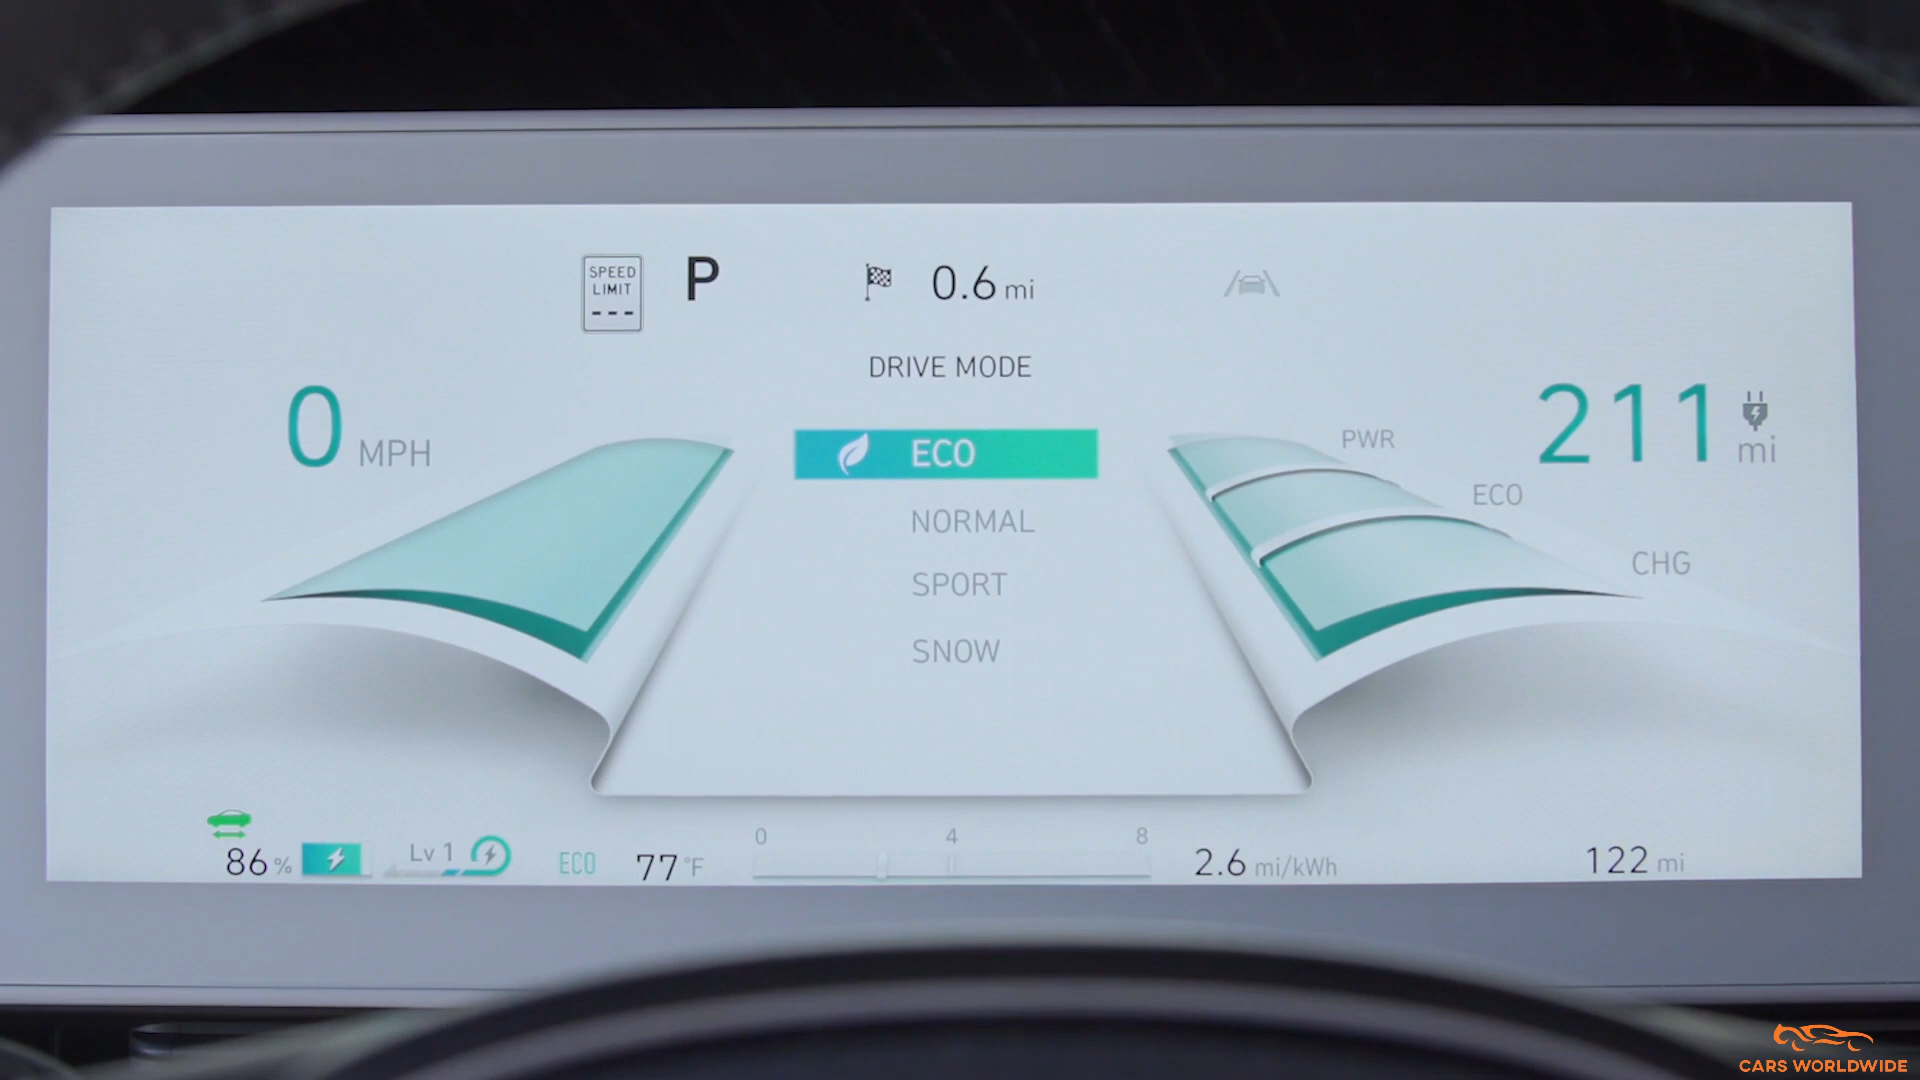 SPEED
LIMIT
---
P
0.6 mi
DRIVE MODE
0 MPH
211 mi
ECO
NORMAL
SPORT
SNOW
PWR
ECO
CHG
86 %
Lv 1
ECO
77 °F
0 4 8
2.6 mi/kWh
122 mi
CARS WORLDWIDE